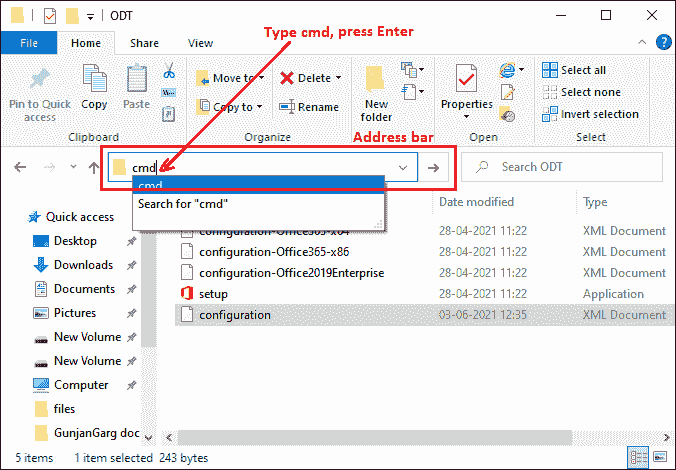 ODT
Type cmd, press Enter
File Home Share View
Pin to Quick access
Copy
Paste
Clipboard
Move to
Copy to
Delete
Rename
Organize
New folder
Properties
Open
Select all
Select none
Invert selection
Select
Address bar
cmd
Search ODT
cmd
Search for "cmd"
Date modified Type
Quick access
Desktop
Downloads
Documents
Pictures
New Volume
New Volume
Computer
files
GunjanGarg doc
configuration-Office365-x64 28-04-2021 11:22 XML Document
configuration-Office365-x86 28-04-2021 11:22 XML Document
configuration-Office2019Enterprise 28-04-2021 11:22 XML Document
setup 28-04-2021 11:22 Application
configuration 03-06-2021 12:35 XML Document
5 items 1 item selected 243 bytes